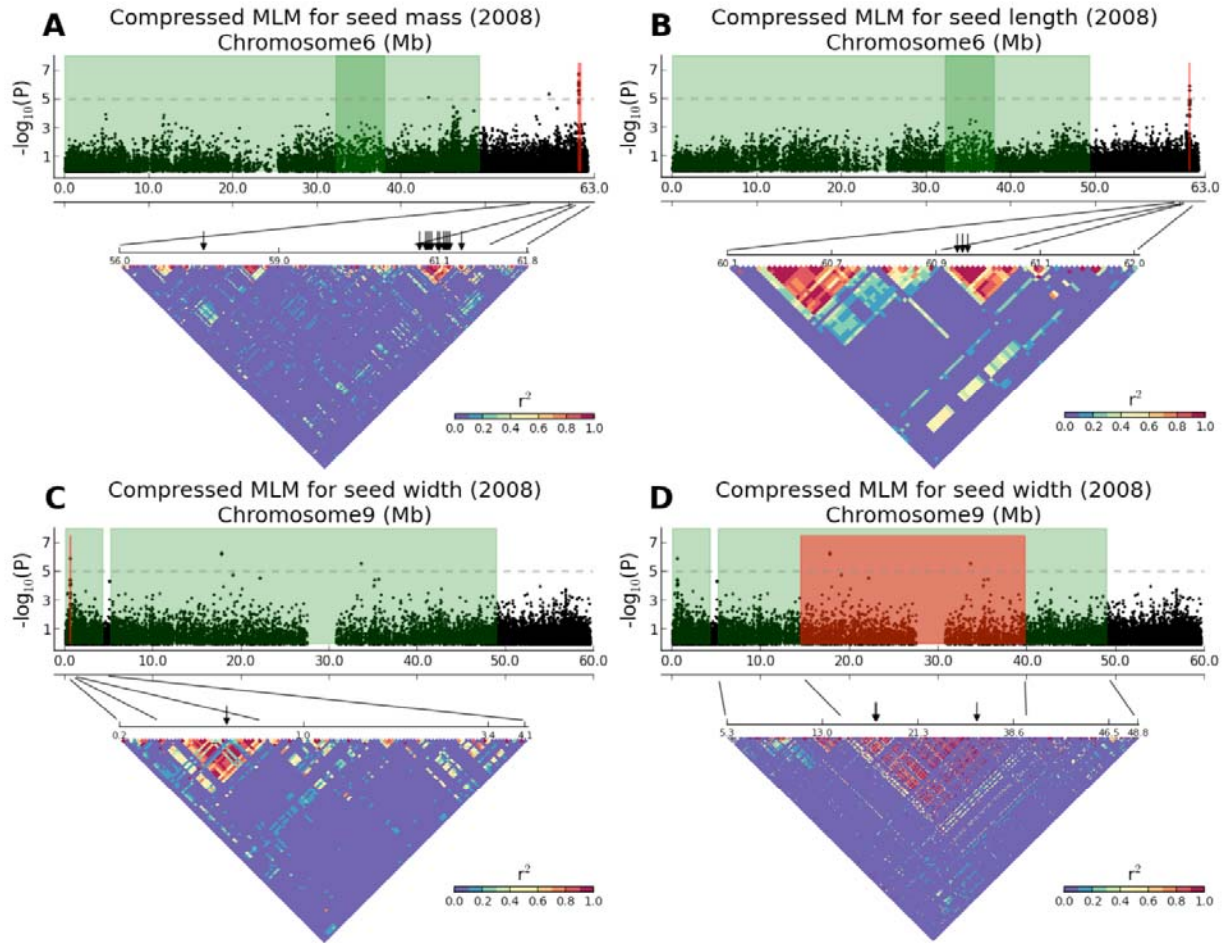 A
Compressed MLM for seed mass (2008)
Chromosome6 (Mb)
-log10(P)
7
5
3
1
0.0 10.0 20.0 30.0 40.0 63.0
56.0 59.0 61.1 61.8
r2
0.0 0.2 0.4 0.6 0.8 1.0
B
Compressed MLM for seed length (2008)
Chromosome6 (Mb)
-log10(P)
7
5
3
1
0.0 10.0 20.0 30.0 40.0 50.0 63.0
60.1 60.7 60.9 61.1 62.0
r2
0.0 0.2 0.4 0.6 0.8 1.0
C
Compressed MLM for seed width (2008)
Chromosome9 (Mb)
-log10(P)
7
5
3
1
0.0 10.0 20.0 30.0 40.0 50.0 60.0
0.2 1.0 3.4 4.1
r2
0.0 0.2 0.4 0.6 0.8 1.0
D
Compressed MLM for seed width (2008)
Chromosome9 (Mb)
-log10(P)
7
5
3
1
0.0 10.0 20.0 30.0 40.0 50.0 60.0
5.3 13.0 21.3 38.6 46.5 48.8
r2
0.0 0.2 0.4 0.6 0.8 1.0